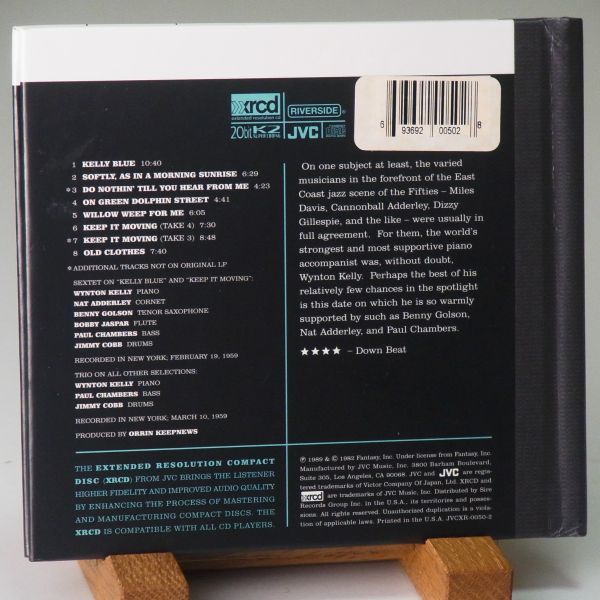 xrcd
extended resolution cd
RIVERSIDE®
20bit K2
SUPER CODING
JVC
COMPACT
disc
DIGITAL AUDIO
6 93692 00502 8
1 KELLY BLUE 10:40
2 SOFTLY, AS IN A MORNING SUNRISE 6:29
*3 DO NOTHIN' TILL YOU HEAR FROM ME 4:23
4 ON GREEN DOLPHIN STREET 4:41
5 WILLOW WEEP FOR ME 6:05
6 KEEP IT MOVING (TAKE 4) 7:30
*7 KEEP IT MOVING (TAKE 3) 8:48
8 OLD CLOTHES 7:40
*ADDITIONAL TRACKS NOT ON ORIGINAL LP
SEXTET ON "KELLY BLUE" AND "KEEP IT MOVING":
WYNTON KELLY PIANO
NAT ADDERLEY CORNET
BENNY GOLSON TENOR SAXOPHONE
BOBBY JASPAR FLUTE
PAUL CHAMBERS BASS
JIMMY COBB DRUMS
RECORDED IN NEW YORK; FEBRUARY 19, 1959
TRIO ON ALL OTHER SELECTIONS:
WYNTON KELLY PIANO
PAUL CHAMBERS BASS
JIMMY COBB DRUMS
RECORDED IN NEW YORK; MARCH 10, 1959
PRODUCED BY ORRIN KEEPNEWS
THE EXTENDED RESOLUTION COMPACT
DISC (XRCD) FROM JVC BRINGS THE LISTENER
HIGHER FIDELITY AND IMPROVED AUDIO QUALITY
BY ENHANCING THE PROCESS OF MASTERING
AND MANUFACTURING COMPACT DISCS. THE
XRCD IS COMPATIBLE WITH ALL CD PLAYERS.
On one subject at least, the varied
musicians in the forefront of the East
Coast jazz scene of the Fifties – Miles
Davis, Cannonball Adderley, Dizzy
Gillespie, and the like – were usually in
full agreement. For them, the world's
strongest and most supportive piano
accompanist was, without doubt,
Wynton Kelly. Perhaps the best of his
relatively few chances in the spotlight
is this date on which he is so warmly
supported by such as Benny Golson,
Nat Adderley, and Paul Chambers.
★★★★ – Down Beat
℗ 1989 & © 1982 Fantasy, Inc. Under license from Fantasy, Inc.
Manufactured by JVC Music, Inc. 3800 Barham Boulevard,
Suite 305, Los Angeles, CA 90068. JVC and JVC are regis-
tered trademarks of Victor Company Of Japan, Ltd. XRCD and
xrcd are trademarks of JVC Music, Inc. Distributed by Sire
Records Group Inc. in the U.S.A., its territories and posses-
sions. All rights reserved. Unauthorized duplication is a viola-
tion of applicable laws. Printed in the U.S.A. JVCXR-0050-2